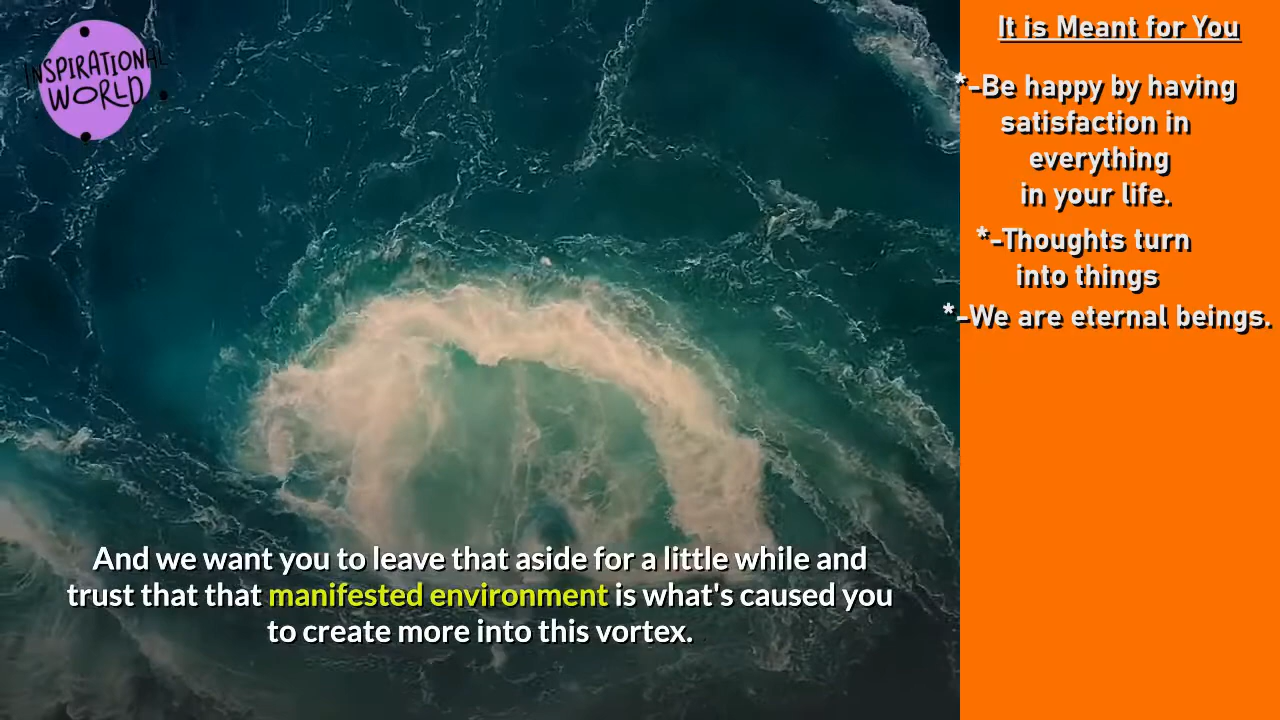 INSPIRATIONAL
WORLD
It is Meant for You
*-Be happy by having
satisfaction in
everything
in your life.
*-Thoughts turn
into things
*-We are eternal beings.
And we want you to leave that aside for a little while and
trust that that manifested environment is what's caused you
to create more into this vortex.